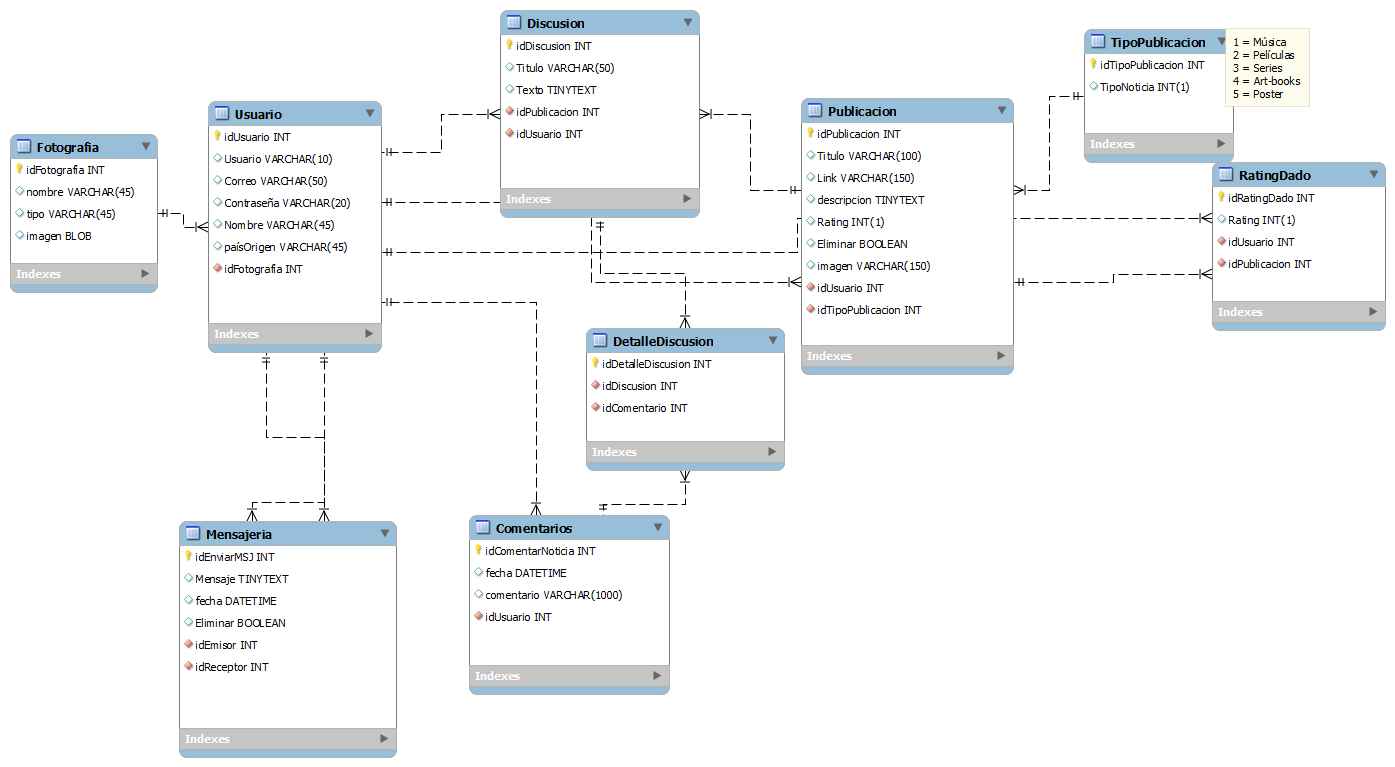 Fotografia
idFotografia INT
nombre VARCHAR(45)
tipo VARCHAR(45)
imagen BLOB
Indexes
Usuario
idUsuario INT
Usuario VARCHAR(10)
Correo VARCHAR(50)
Contraseña VARCHAR(20)
Nombre VARCHAR(45)
paísOrigen VARCHAR(45)
idFotografia INT
Indexes
Discusion
idDiscusion INT
Titulo VARCHAR(50)
Texto TINYTEXT
idPublicacion INT
idUsuario INT
Indexes
Publicacion
idPublicacion INT
Titulo VARCHAR(100)
Link VARCHAR(150)
descripcion TINYTEXT
Rating INT(1)
Eliminar BOOLEAN
imagen VARCHAR(150)
idUsuario INT
idTipoPublicacion INT
Indexes
TipoPublicacion
idTipoPublicacion INT
TipoNoticia INT(1)
Indexes
1 = Música
2 = Películas
3 = Series
4 = Art-books
5 = Poster
RatingDado
idRatingDado INT
Rating INT(1)
idUsuario INT
idPublicacion INT
Indexes
DetalleDiscusion
idDetalleDiscusion INT
idDiscusion INT
idComentario INT
Indexes
Mensajeria
idEnviarMSJ INT
Mensaje TINYTEXT
fecha DATETIME
Eliminar BOOLEAN
idEmisor INT
idReceptor INT
Indexes
Comentarios
idComentarNoticia INT
fecha DATETIME
comentario VARCHAR(1000)
idUsuario INT
Indexes